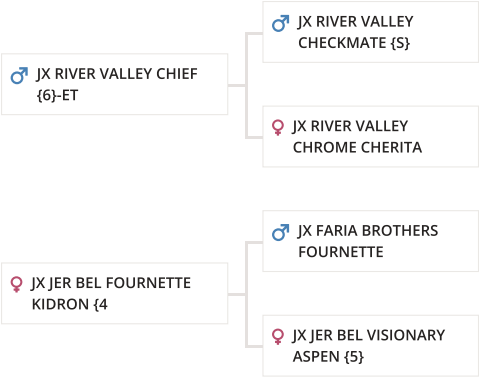 JX RIVER VALLEY
CHECKMATE {S}
JX RIVER VALLEY CHIEF
{6}-ET
JX RIVER VALLEY
CHROME CHERITA
JX FARIA BROTHERS
FOURNETTE
JX JER BEL FOURNETTE
KIDRON {4
JX JER BEL VISIONARY
ASPEN {5}